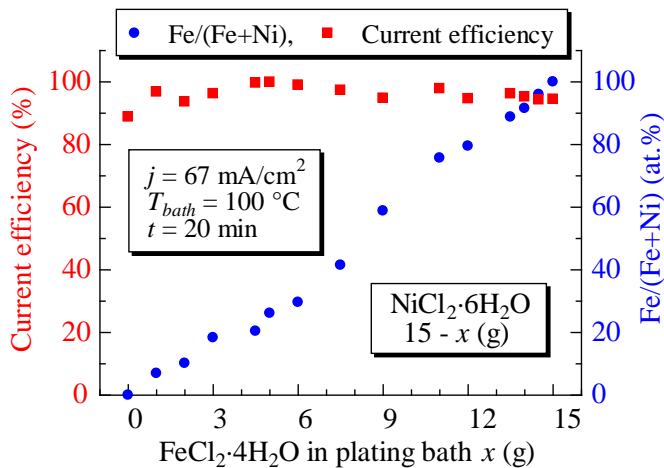 Fe/(Fe+Ni), Current efficiency
Current efficiency (%)
100
80
60
40
20
0
j = 67 mA/cm²
T_bath = 100 °C
t = 20 min
NiCl₂·6H₂O
15 - x (g)
100
80
60
40
20
0
Fe/(Fe+Ni) (at.%)
0 3 6 9 12 15
FeCl₂·4H₂O in plating bath x (g)